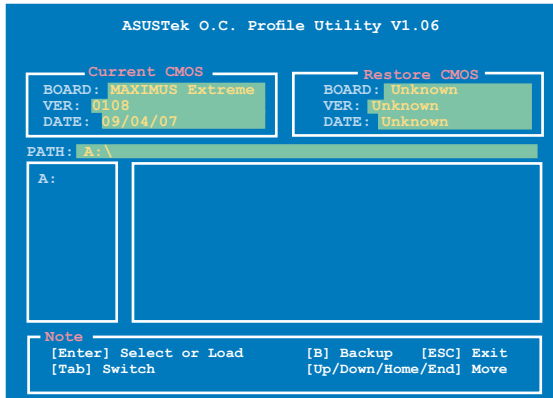 ASUSTek O.C. Profile Utility V1.06
Current CMOS
BOARD: MAXIMUS Extreme
VER: 0108
DATE: 09/04/07
Restore CMOS
BOARD: Unknown
VER: Unknown
DATE: Unknown
PATH: A:\
A:
Note
[Enter] Select or Load [B] Backup [ESC] Exit
[Tab] Switch [Up/Down/Home/End] Move